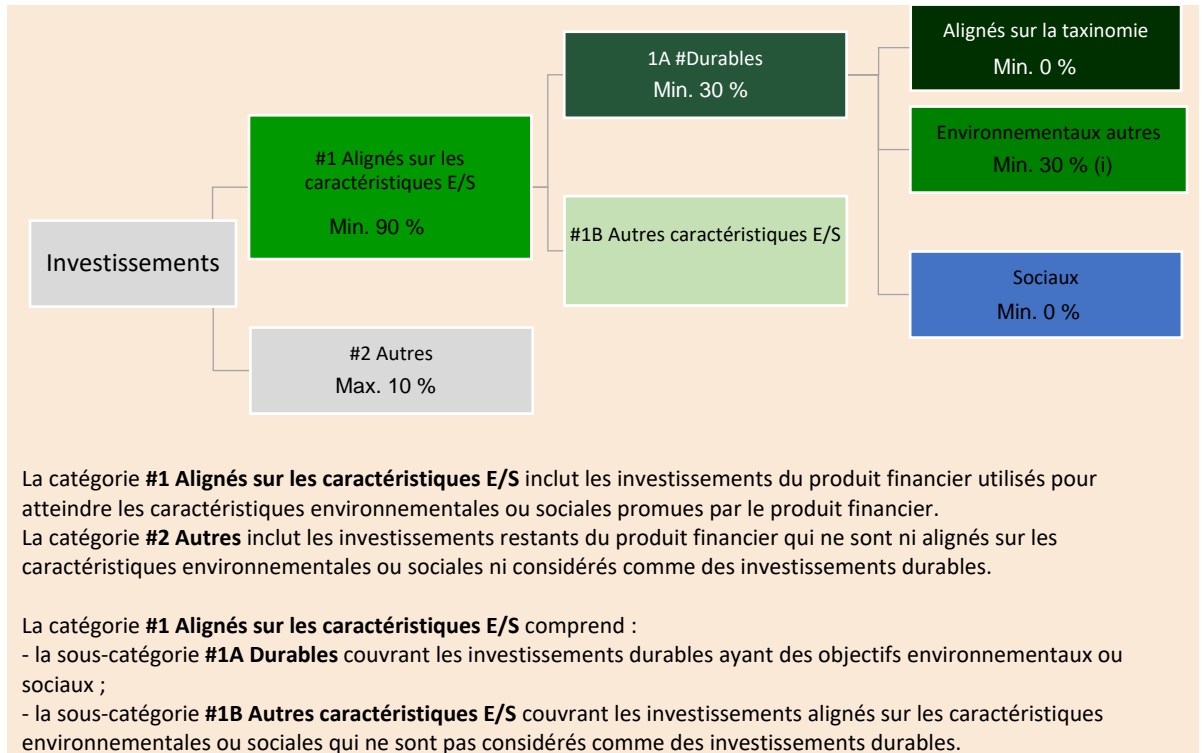 Investissements
#1 Alignés sur les
caractéristiques E/S
Min. 90 %
#2 Autres
Max. 10 %
1A #Durables
Min. 30 %
#1B Autres caractéristiques E/S
Alignés sur la taxinomie
Min. 0 %
Environnementaux autres
Min. 30 % (i)
Sociaux
Min. 0 %
La catégorie #1 Alignés sur les caractéristiques E/S inclut les investissements du produit financier utilisés pour
atteindre les caractéristiques environnementales ou sociales promues par le produit financier.
La catégorie #2 Autres inclut les investissements restants du produit financier qui ne sont ni alignés sur les
caractéristiques environnementales ou sociales ni considérés comme des investissements durables.
La catégorie #1 Alignés sur les caractéristiques E/S comprend :
- la sous-catégorie #1A Durables couvrant les investissements durables ayant des objectifs environnementaux ou
sociaux ;
- la sous-catégorie #1B Autres caractéristiques E/S couvrant les investissements alignés sur les caractéristiques
environnementales ou sociales qui ne sont pas considérés comme des investissements durables.